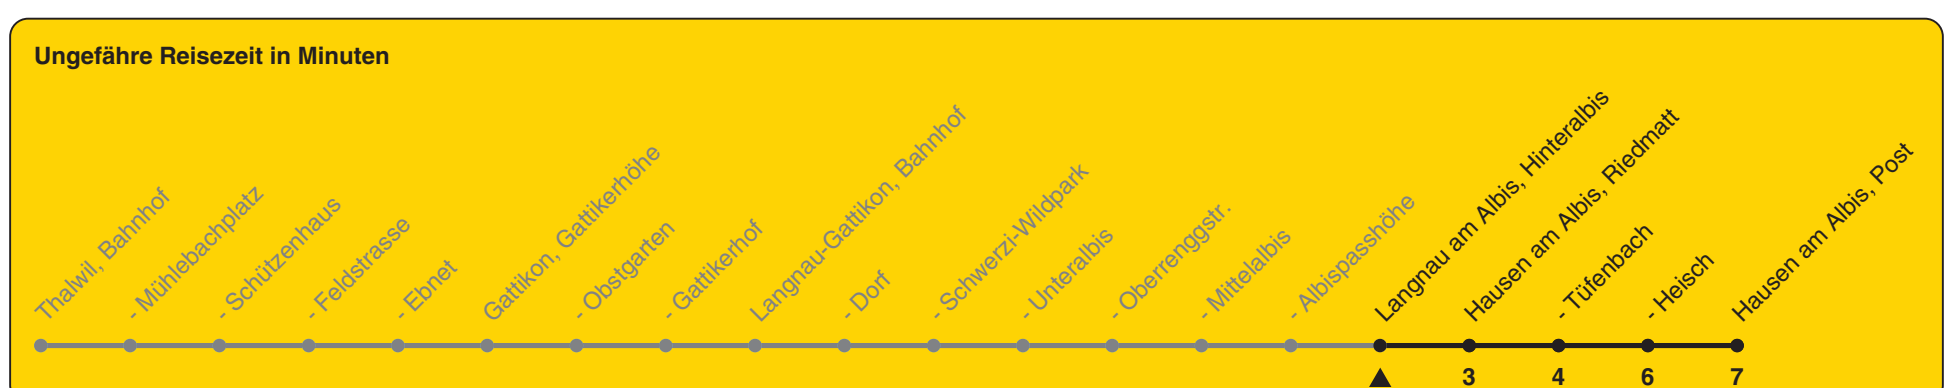 Ungefähre Reisezeit in Minuten
Thalwil, Bahnhof
- Mühlebachplatz
- Schützenhaus
- Feldstrasse
- Ebnet
Gattikon, Gattikerhöhe
- Obstgarten
- Gattikerhof
Langnau-Gattikon, Bahnhof
- Dorf
- Schwerzi-Wildpark
- Unteralbis
- Oberrenggstr.
- Mittelalbis
- Albispasshöhe
Langnau am Albis, Hinteralbis
Hausen am Albis, Riedmatt
- Tüfenbach
- Heisch
Hausen am Albis, Post
3 4 6 7